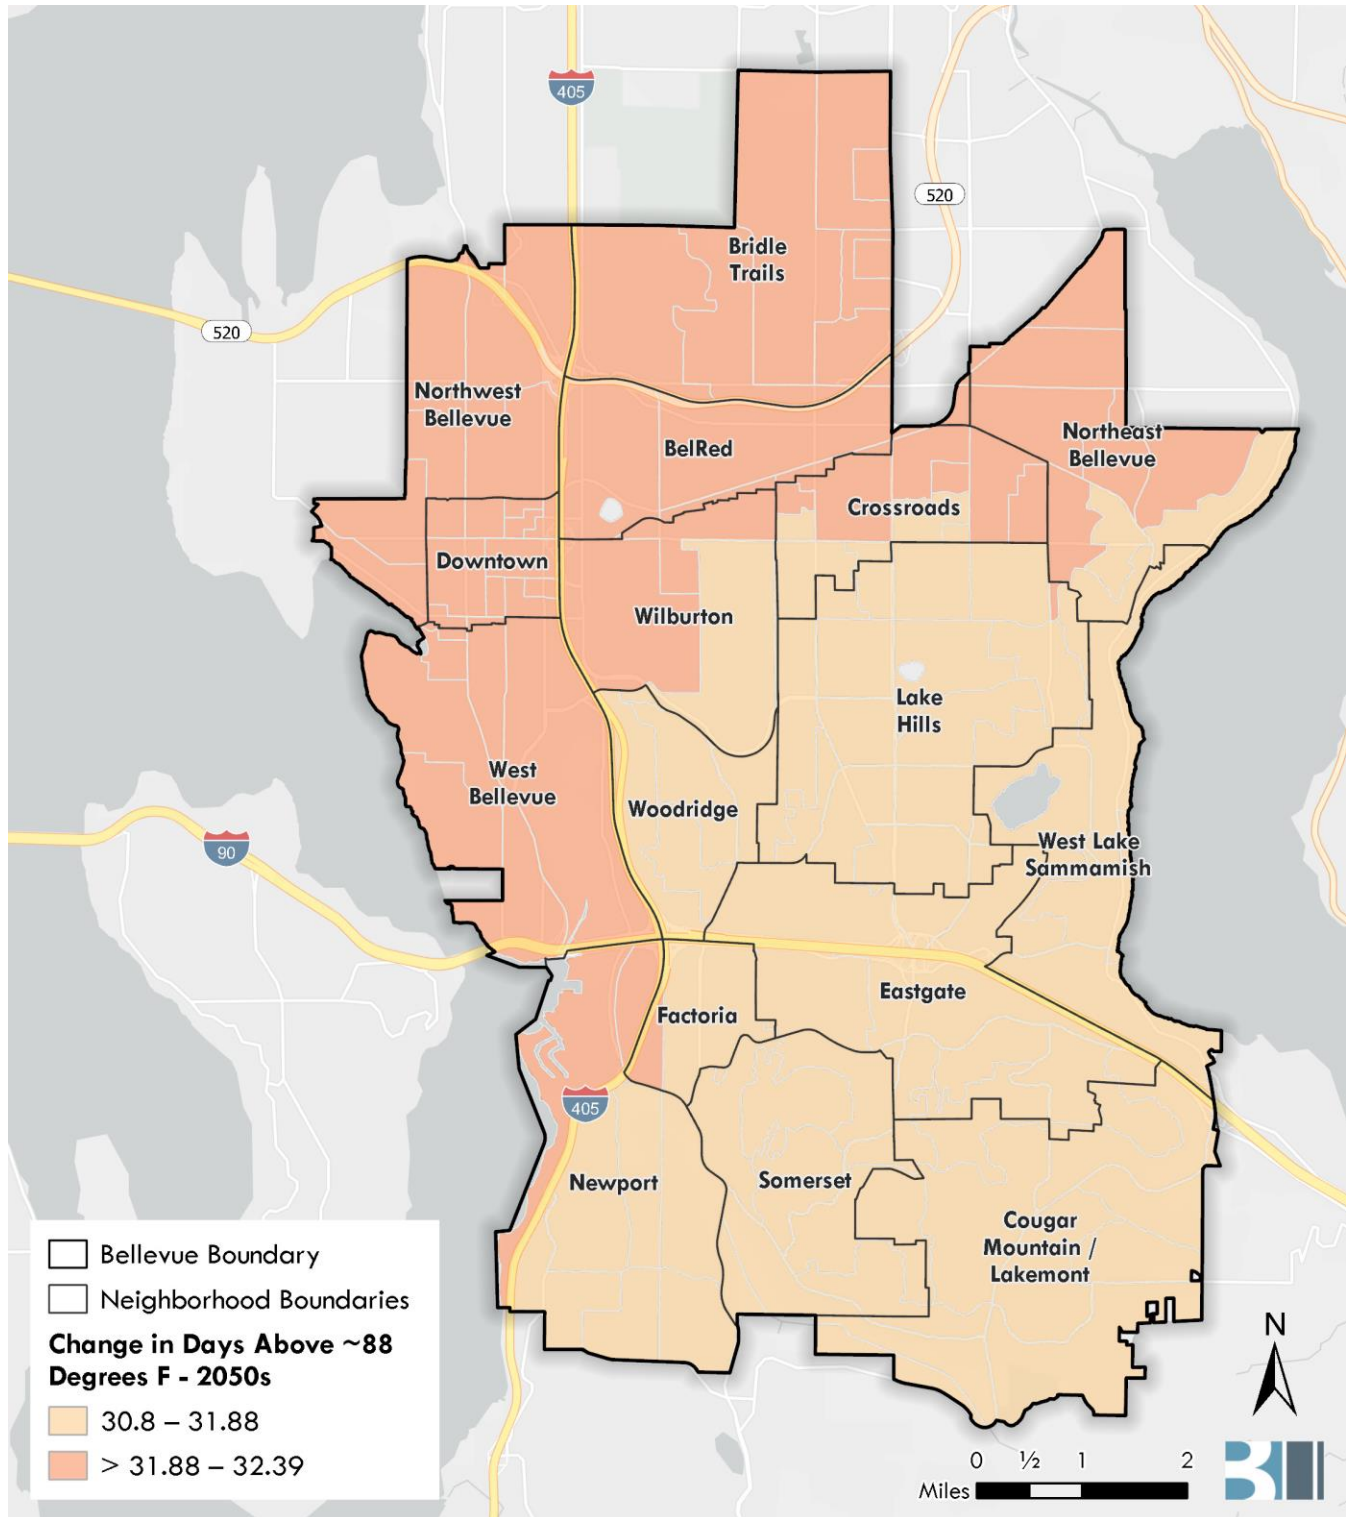 405
520
Bridle
Trails
520
Northwest
Bellevue
Northeast
Bellevue
BelRed
Crossroads
Downtown
Wilburton
Lake
Hills
West
Bellevue
Woodridge
90
West Lake
Sammamish
Eastgate
Factoria
405
Newport
Somerset
Cougar
Mountain /
Lakemont
Bellevue Boundary
Neighborhood Boundaries
Change in Days Above ~88
Degrees F - 2050s
30.8 – 31.88
> 31.88 – 32.39
N
0 ½ 1 2
Miles